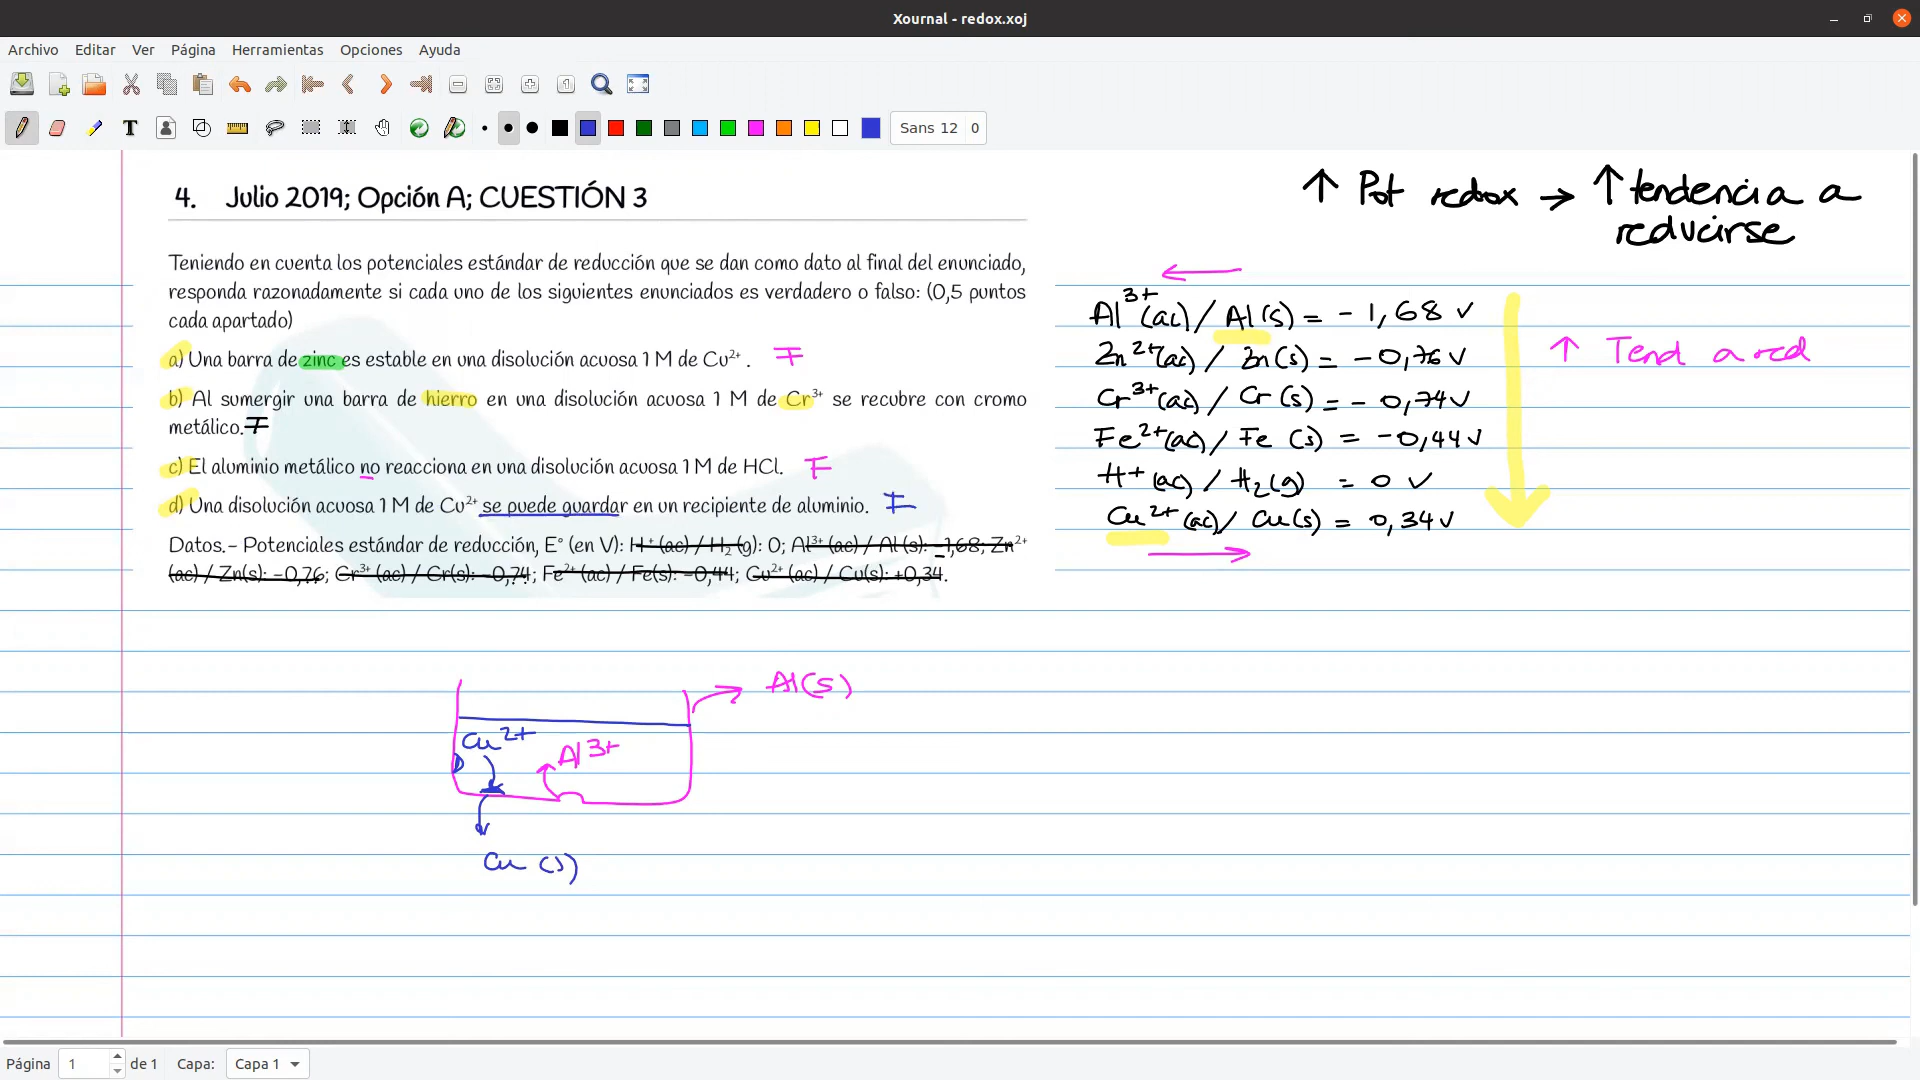 Xournal - redox.xoj
Archivo Editar Ver Página Herramientas Opciones Ayuda
Sans 12 0
4. Julio 2019; Opción A; CUESTIÓN 3
Teniendo en cuenta los potenciales estándar de reducción que se dan como dato al final del enunciado,
responda razonadamente si cada uno de los siguientes enunciados es verdadero o falso: (0,5 puntos
cada apartado)
a) Una barra de zinc es estable en una disolución acuosa 1 M de Cu²⁺ . F
b) Al sumergir una barra de hierro en una disolución acuosa 1 M de Cr³⁺ se recubre con cromo
metálico. F
c) El aluminio metálico no reacciona en una disolución acuosa 1 M de HCl. F
d) Una disolución acuosa 1 M de Cu²⁺ se puede guardar en un recipiente de aluminio. F
Datos.- Potenciales estándar de reducción, E° (en V): H⁺ (ac) / H₂ (g): 0; Al³⁺ (ac) / Al (s): -1,68; Zn²⁺
(ac) / Zn(s): -0,76; Cr³⁺ (ac) / Cr(s): -0,74; Fe²⁺ (ac) / Fe(s): -0,44; Cu²⁺ (ac) / Cu(s): +0,34.
↑ Pot redox → ↑ tendencia a
reducirse
Al³⁺(ac) / Al(s) = -1,68 V
Zn²⁺(ac) / Zn(s) = -0,76 V
↑ Tend a red
Cr³⁺(ac) / Cr(s) = -0,74 V
Fe²⁺(ac) / Fe (s) = -0,44 V
H⁺ (ac) / H₂(g) = 0 V
Cu²⁺ (ac) / Cu(s) = 0,34 V
Al(s)
Cu²⁺
Al³⁺
Cu (s)
Página 1 de 1 Capa: Capa 1